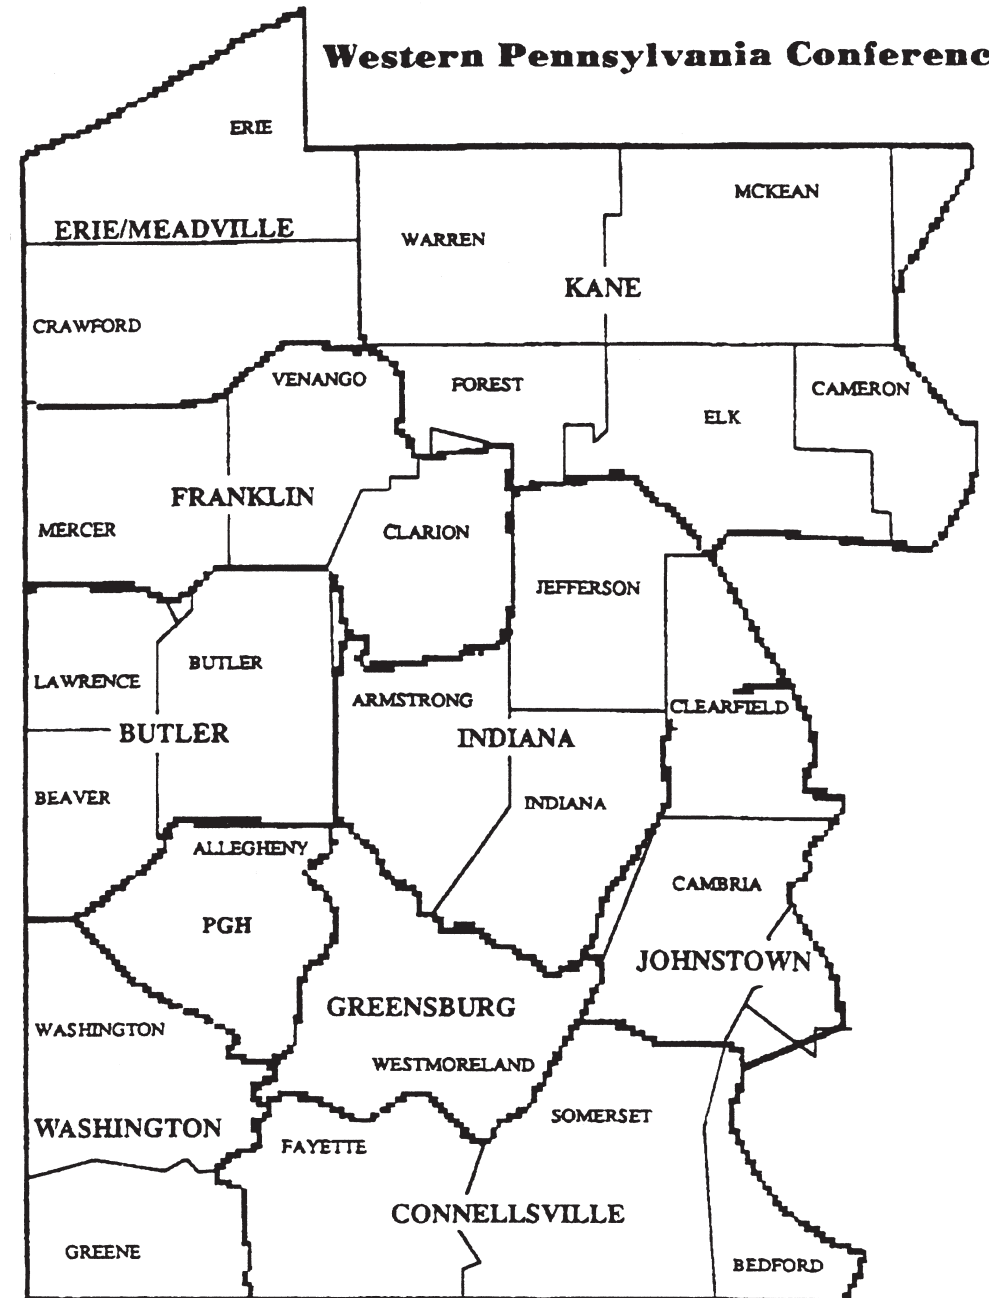 Western Pennsylvania Conferenc
ERIE
MCKEAN
ERIE/MEADVILLE
WARREN
KANE
CRAWFORD
VENANGO
FOREST
CAMERON
ELK
FRANKLIN
MERCER
CLARION
JEFFERSON
BUTLER
LAWRENCE
ARMSTRONG
CLEARFIELD
BUTLER
INDIANA
BEAVER
INDIANA
ALLEGHENY
CAMBRIA
PGH
JOHNSTOWN
GREENSBURG
WASHINGTON
WESTMORELAND
SOMERSET
WASHINGTON
FAYETTE
CONNELLSVILLE
GREENE
BEDFORD